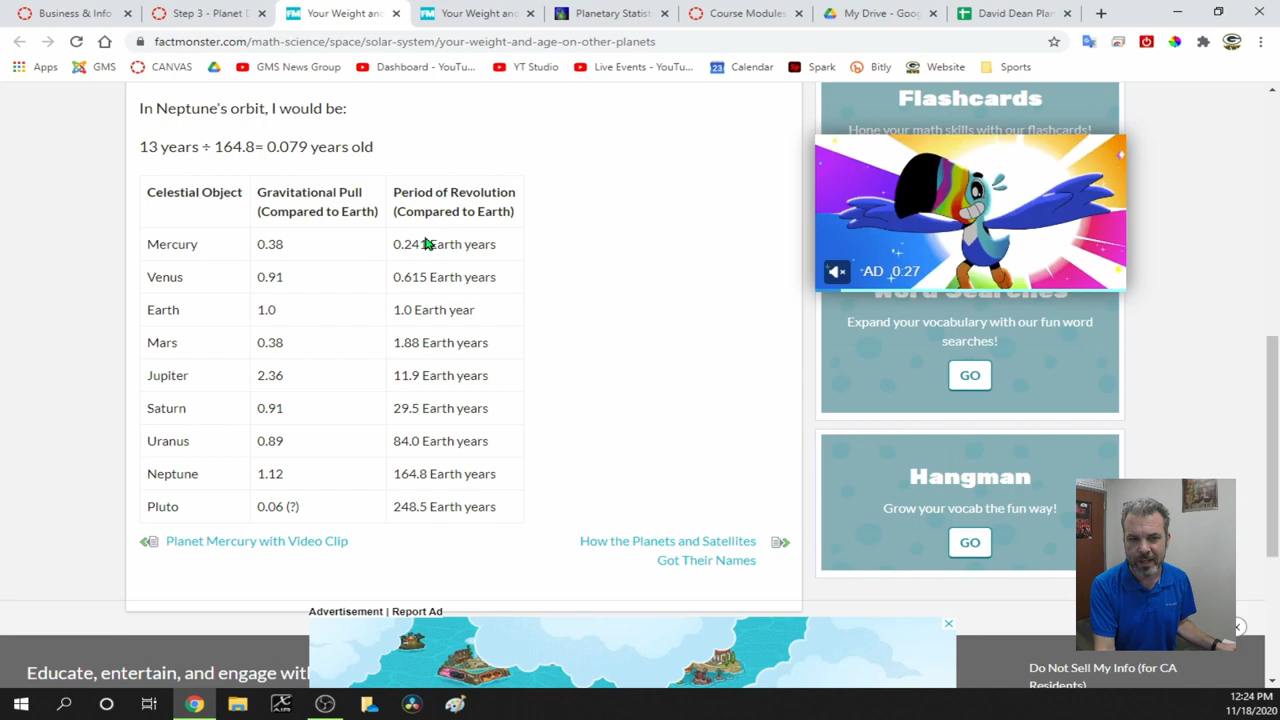 Business & Info
Step 3 - Planet D
Your Weight and
Your Weight and
Planetary Statist
Course Modules
My Drive - Goog
David Dean Plan
factmonster.com/math-science/space/solar-system/your-weight-and-age-on-other-planets
Apps
GMS
CANVAS
GMS News Group
Dashboard - YouTu...
YT Studio
Live Events - YouTu...
23
Calendar
Spark
Bitly
Website
Sports
In Neptune's orbit, I would be:
13 years ÷ 164.8= 0.079 years old
Celestial Object Gravitational Pull (Compared to Earth) Period of Revolution (Compared to Earth)
Mercury 0.38 0.241 Earth years
Venus 0.91 0.615 Earth years
Earth 1.0 1.0 Earth year
Mars 0.38 1.88 Earth years
Jupiter 2.36 11.9 Earth years
Saturn 0.91 29.5 Earth years
Uranus 0.89 84.0 Earth years
Neptune 1.12 164.8 Earth years
Pluto 0.06 (?) 248.5 Earth years
Planet Mercury with Video Clip
How the Planets and Satellites
Got Their Names
Flashcards
Hone your math skills with our flashcards!
AD 0:27
Word Searches
Expand your vocabulary with our fun word
searches!
GO
Hangman
Grow your vocab the fun way!
GO
Advertisement | Report Ad
Educate, entertain, and engage wit
Do Not Sell My Info (for CA
Residents)
12:24 PM
11/18/2020